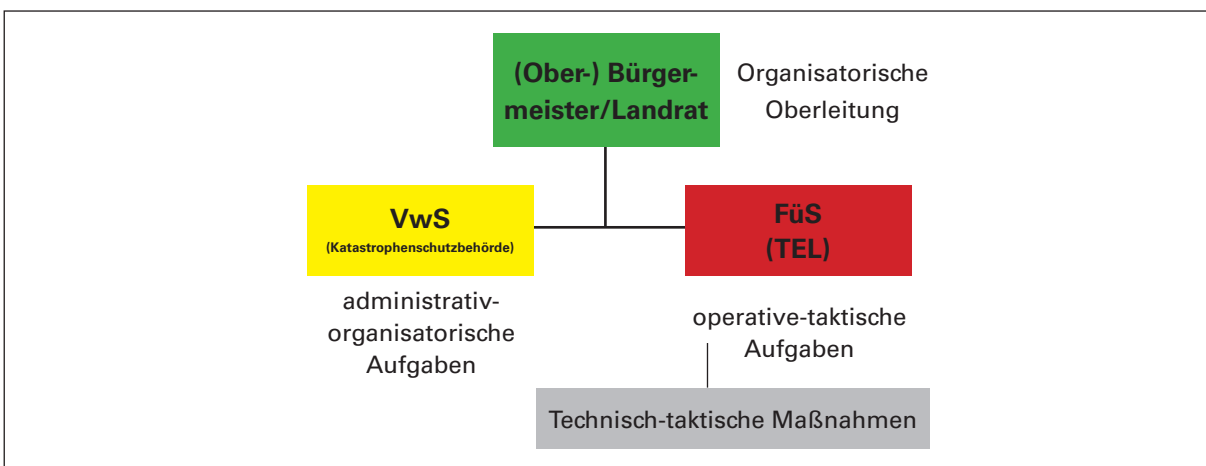 (Ober-) Bürger-
meister/Landrat
Organisatorische
Oberleitung
VwS
(Katastrophenschutzbehörde)
FüS
(TEL)
administrativ-
organisatorische
Aufgaben
operative-taktische
Aufgaben
Technisch-taktische Maßnahmen